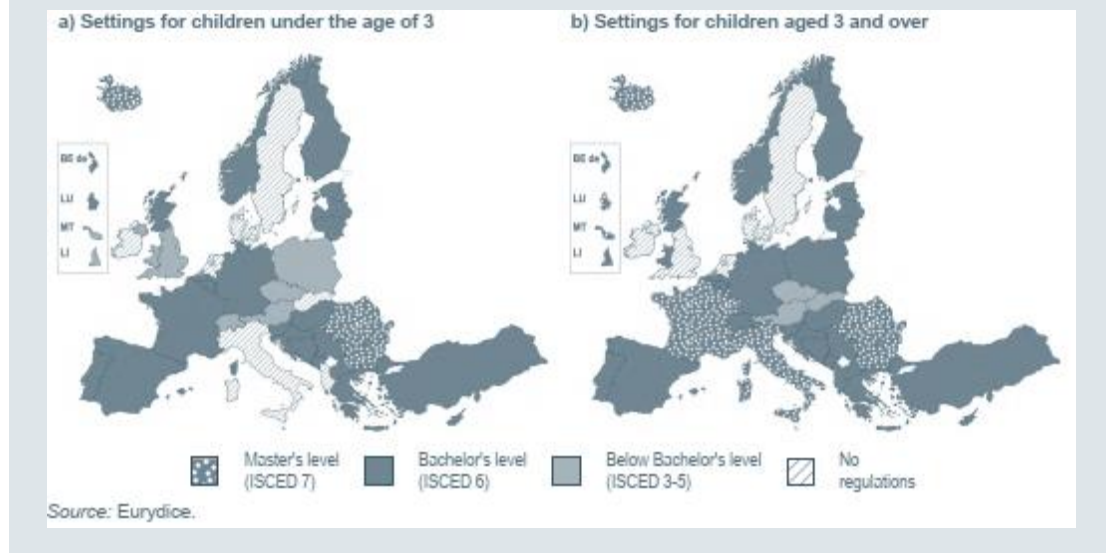 a) Settings for children under the age of 3
b) Settings for children aged 3 and over
BE de
LU
MT
LI
BE de
LU
MT
LI
Master's level
(ISCED 7)
Bachelor's level
(ISCED 6)
Below Bachelor's level
(ISCED 3-5)
No
regulations
Source: Eurydice.